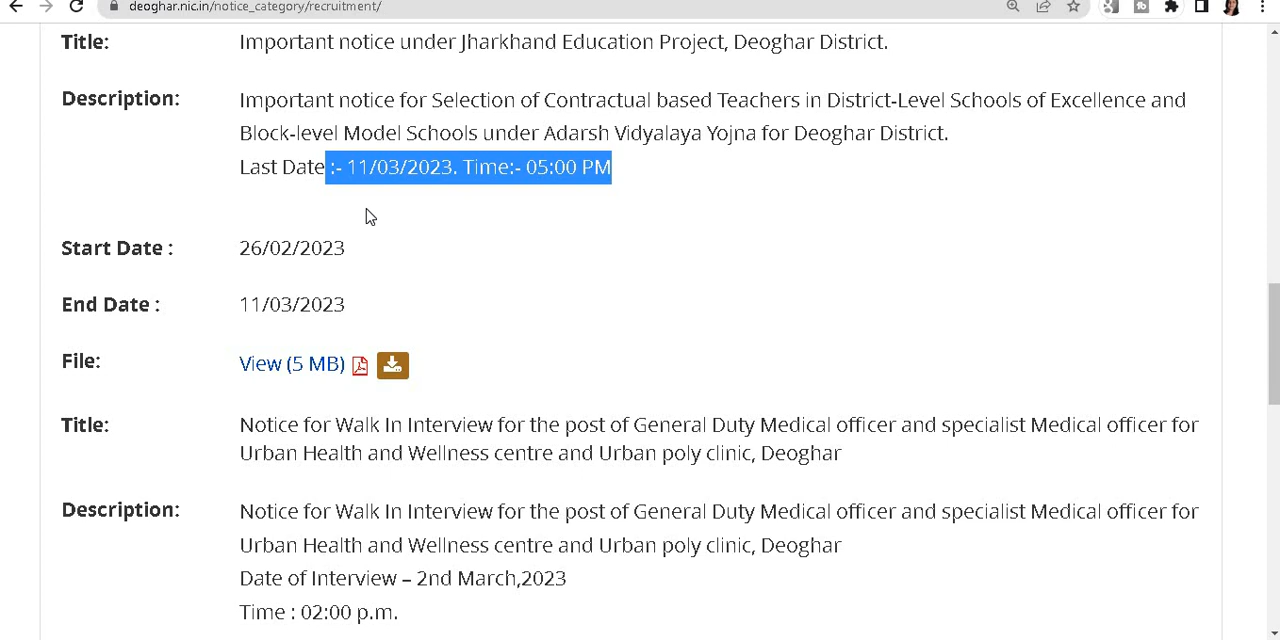 deoghar.nic.in/notice_category/recruitment/
Title: Important notice under Jharkhand Education Project, Deoghar District.
Description: Important notice for Selection of Contractual based Teachers in District-Level Schools of Excellence and
Block-level Model Schools under Adarsh Vidyalaya Yojna for Deoghar District.
Last Date :- 11/03/2023. Time:- 05:00 PM
Start Date : 26/02/2023
End Date : 11/03/2023
File: View (5 MB)
Title: Notice for Walk In Interview for the post of General Duty Medical officer and specialist Medical officer for
Urban Health and Wellness centre and Urban poly clinic, Deoghar
Description: Notice for Walk In Interview for the post of General Duty Medical officer and specialist Medical officer for
Urban Health and Wellness centre and Urban poly clinic, Deoghar
Date of Interview – 2nd March,2023
Time : 02:00 p.m.